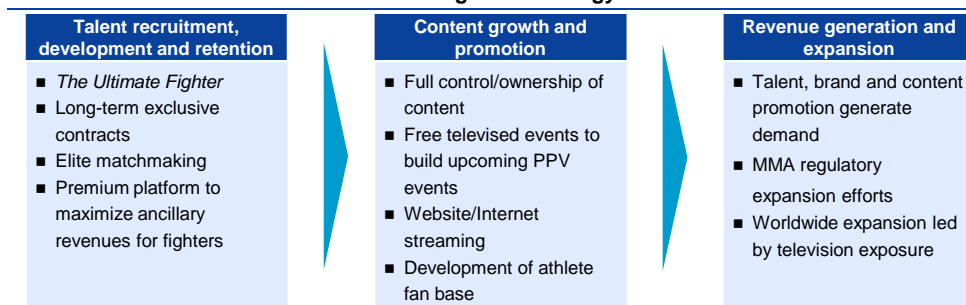 Talent recruitment,
development and retention
■ The Ultimate Fighter
■ Long-term exclusive
contracts
■ Elite matchmaking
■ Premium platform to
maximize ancillary
revenues for fighters
Content growth and
promotion
■ Full control/ownership of
content
■ Free televised events to
build upcoming PPV
events
■ Website/Internet
streaming
■ Development of athlete
fan base
Revenue generation and
expansion
■ Talent, brand and content
promotion generate
demand
■ MMA regulatory
expansion efforts
■ Worldwide expansion led
by television exposure